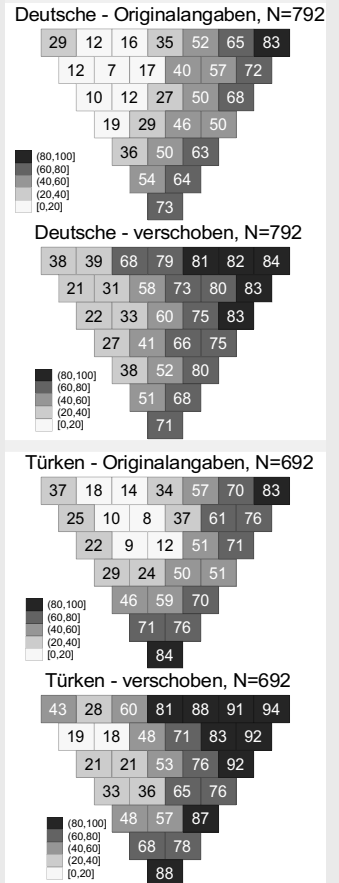 Deutsche - Originalangaben, N=792
29 12 16 35 52 65 83
12 7 17 40 57 72
10 12 27 50 68
19 29 46 50
36 50 63
54 64
73
(80,100]
(60,80]
(40,60]
(20,40]
[0,20]
Deutsche - verschoben, N=792
38 39 68 79 81 82 84
21 31 58 73 80 83
22 33 60 75 83
27 41 66 75
38 52 80
51 68
71
(80,100]
(60,80]
(40,60]
(20,40]
[0,20]
Türken - Originalangaben, N=692
37 18 14 34 57 70 83
25 10 8 37 61 76
22 9 12 51 71
29 24 50 51
46 59 70
71 76
84
(80,100]
(60,80]
(40,60]
(20,40]
[0,20]
Türken - verschoben, N=692
43 28 60 81 88 91 94
19 18 48 71 83 92
21 21 53 76 92
33 36 65 76
48 57 87
68 78
88
(80,100]
(60,80]
(40,60]
(20,40]
[0,20]